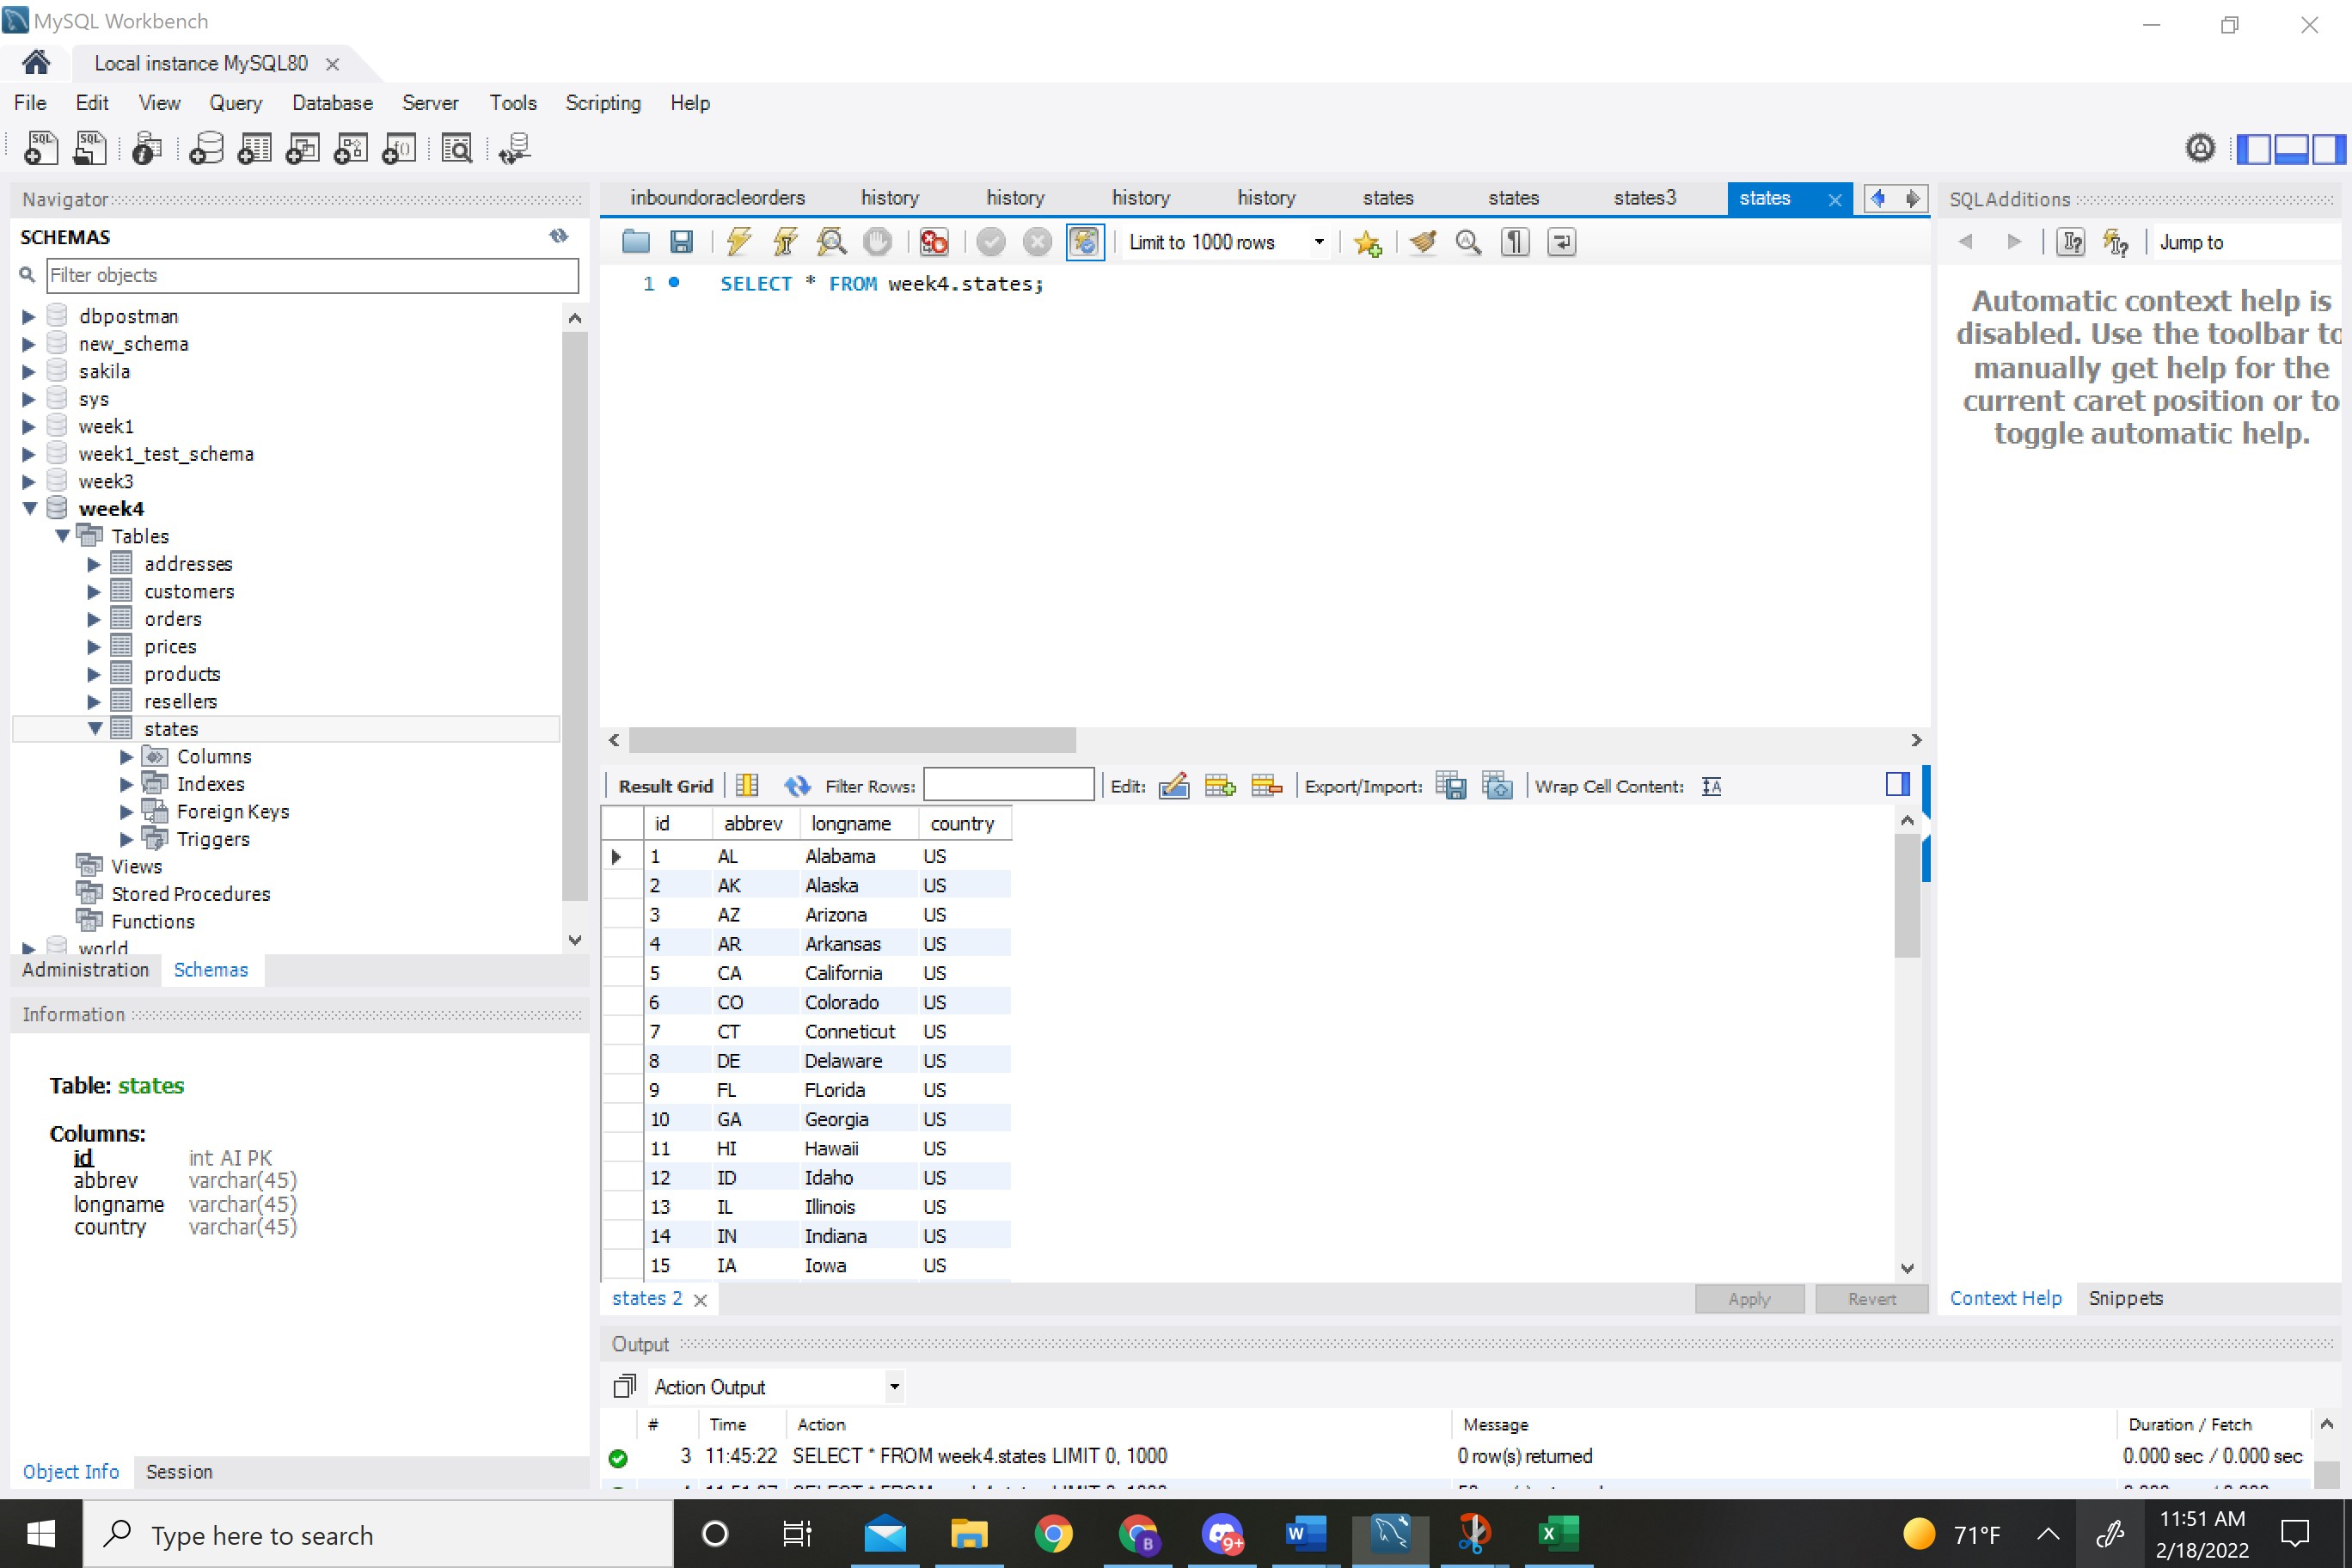 MySQL Workbench
Local instance MySQL80
File Edit View Query Database Server Tools Scripting Help
Navigator
SCHEMAS
Filter objects
dbpostman
new_schema
sakila
sys
week1
week1_test_schema
week3
week4
Tables
addresses
customers
orders
prices
products
resellers
states
Columns
Indexes
Foreign Keys
Triggers
Views
Stored Procedures
Functions
world
Administration Schemas
Information
Table: states
Columns:
id int AI PK
abbrev varchar(45)
longname varchar(45)
country varchar(45)
Object Info Session
inboundoracleorders history history history history states states states3 states
Limit to 1000 rows
1 SELECT * FROM week4.states;
Result Grid Filter Rows: Edit: Export/Import: Wrap Cell Content:
id abbrev longname country
1 AL Alabama US
2 AK Alaska US
3 AZ Arizona US
4 AR Arkansas US
5 CA California US
6 CO Colorado US
7 CT Conneticut US
8 DE Delaware US
9 FL FLorida US
10 GA Georgia US
11 HI Hawaii US
12 ID Idaho US
13 IL Illinois US
14 IN Indiana US
15 IA Iowa US
states 2 Apply Revert
Output
Action Output
# Time Action Message Duration / Fetch
3 11:45:22 SELECT * FROM week4.states LIMIT 0, 1000 0 row(s) returned 0.000 sec / 0.000 sec
SQLAdditions
Jump to
Automatic context help is
disabled. Use the toolbar to
manually get help for the
current caret position or to
toggle automatic help.
Context Help Snippets
Type here to search
9+
71°F
11:51 AM
2/18/2022